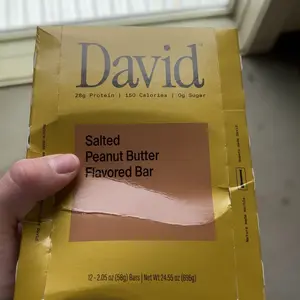 David
28g Protein | 150 Calories | 0g Sugar
Salted
Peanut Butter
Flavored Bar
12 - 2.05 oz (58g) Bars | Net Wt 24.55 oz (696g)